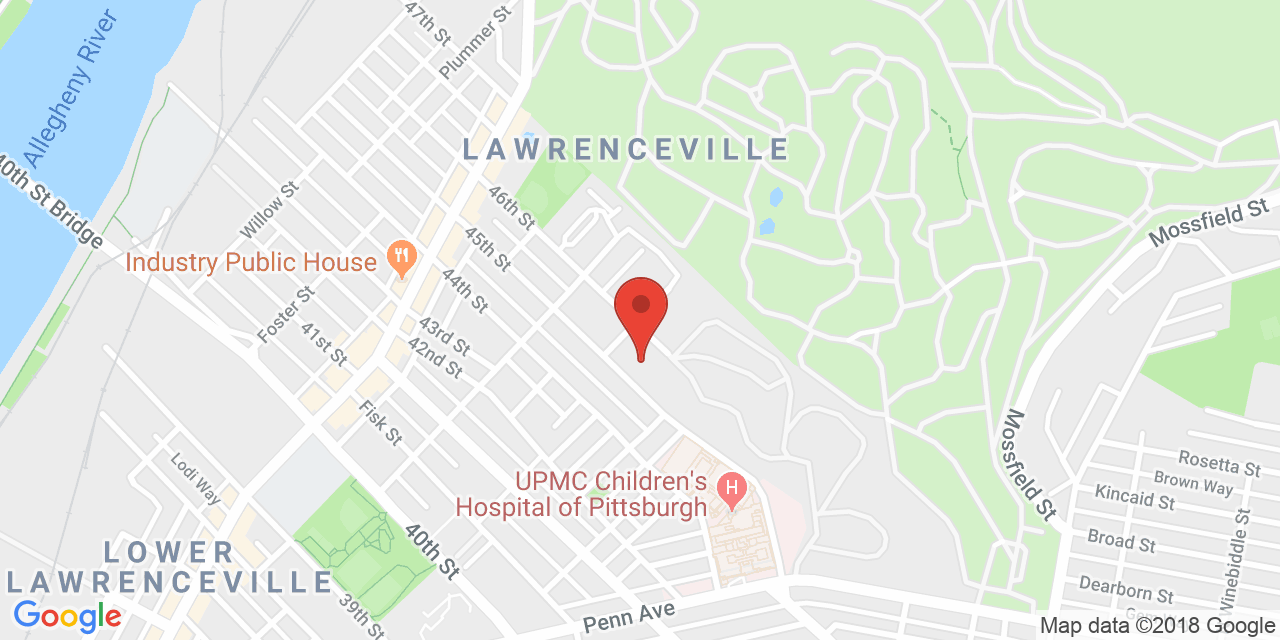 47th St
Plummer St
Allegheny River
LAWRENCEVILLE
40th St Bridge
Willow St
46th St
Mossfield St
45th St
Industry Public House
44th St
Foster St
41st St
43rd St
42nd St
Fisk St
Mossfield St
Lodi Way
Rosetta St
Brown Way
UPMC Children's
Hospital of Pittsburgh
H
Kincaid St
Winebiddle St
40th St
Broad St
LOWER
LAWRENCEVILLE
Dearborn St
39th St
Penn Ave
Google
Map data ©2018 Google